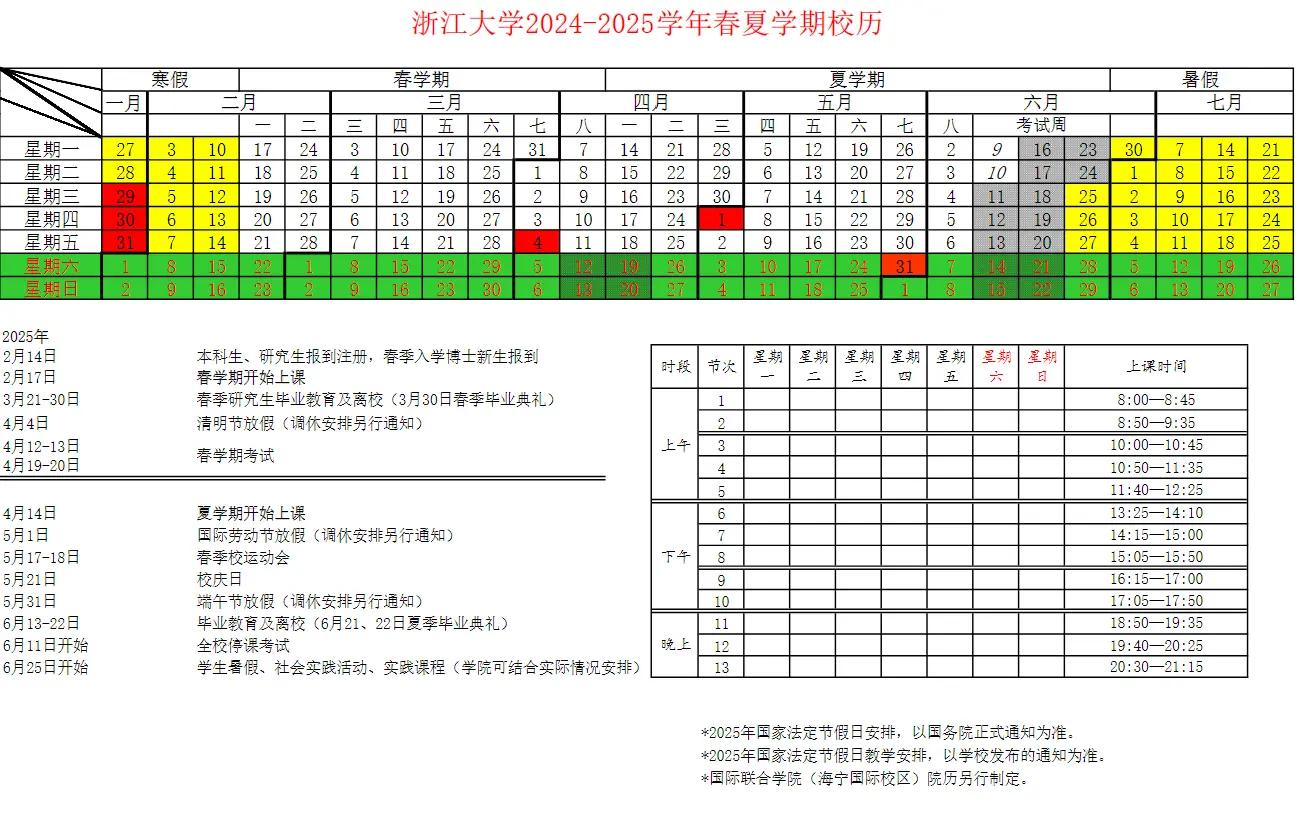 浙江大学2024-2025学年春夏学期校历
寒假 春学期 夏学期 暑假
一月 二月 三月 四月 五月 六月 七月
一 二 三 四 五 六 七 八 一 二 三 四 五 六 七 八 考试周
星期一 27 3 10 17 24 3 10 17 24 31 7 14 21 28 5 12 19 26 2 9 16 23 30 7 14 21
星期二 28 4 11 18 25 4 11 18 25 1 8 15 22 29 6 13 20 27 3 10 17 24 1 8 15 22
星期三 29 5 12 19 26 5 12 19 26 2 9 16 23 30 7 14 21 28 4 11 18 25 2 9 16 23
星期四 30 6 13 20 27 6 13 20 27 3 10 17 24 1 8 15 22 29 5 12 19 26 3 10 17 24
星期五 31 7 14 21 28 7 14 21 28 4 11 18 25 2 9 16 23 30 6 13 20 27 4 11 18 25
星期六 1 8 15 22 1 8 15 22 29 5 12 19 26 3 10 17 24 31 7 14 21 28 5 12 19 26
星期日 2 9 16 23 2 9 16 23 30 6 13 20 27 4 11 18 25 1 8 15 22 29 6 13 20 27
2025年
2月14日 本科生、研究生报到注册，春季入学博士新生报到
2月17日 春学期开始上课
3月21-30日 春季研究生毕业教育及离校（3月30日春季毕业典礼）
4月4日 清明节放假（调休安排另行通知）
4月12-13日
4月19-20日 春学期考试
4月14日 夏学期开始上课
5月1日 国际劳动节放假（调休安排另行通知）
5月17-18日 春季校运动会
5月21日 校庆日
5月31日 端午节放假（调休安排另行通知）
6月13-22日 毕业教育及离校（6月21、22日夏季毕业典礼）
6月11日开始 全校停课考试
6月25日开始 学生暑假、社会实践活动、实践课程（学院可结合实际情况安排）
时段 节次 星期一 星期二 星期三 星期四 星期五 星期六 星期日 上课时间
上午
1 8:00—8:45
2 8:50—9:35
3 10:00—10:45
4 10:50—11:35
5 11:40—12:25
下午
6 13:25—14:10
7 14:15—15:00
8 15:05—15:50
9 16:15—17:00
10 17:05—17:50
晚上
11 18:50—19:35
12 19:40—20:25
13 20:30—21:15
*2025年国家法定节假日安排，以国务院正式通知为准。
*2025年国家法定节假日教学安排，以学校发布的通知为准。
*国际联合学院（海宁国际校区）院历另行制定。